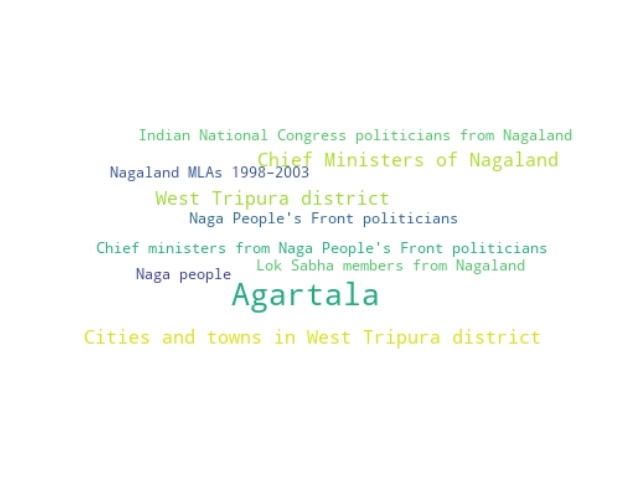 Indian National Congress politicians from Nagaland
Chief Ministers of Nagaland
Nagaland MLAs 1998–2003
West Tripura district
Naga People's Front politicians
Chief ministers from Naga People's Front politicians
Lok Sabha members from Nagaland
Naga people
Agartala
Cities and towns in West Tripura district